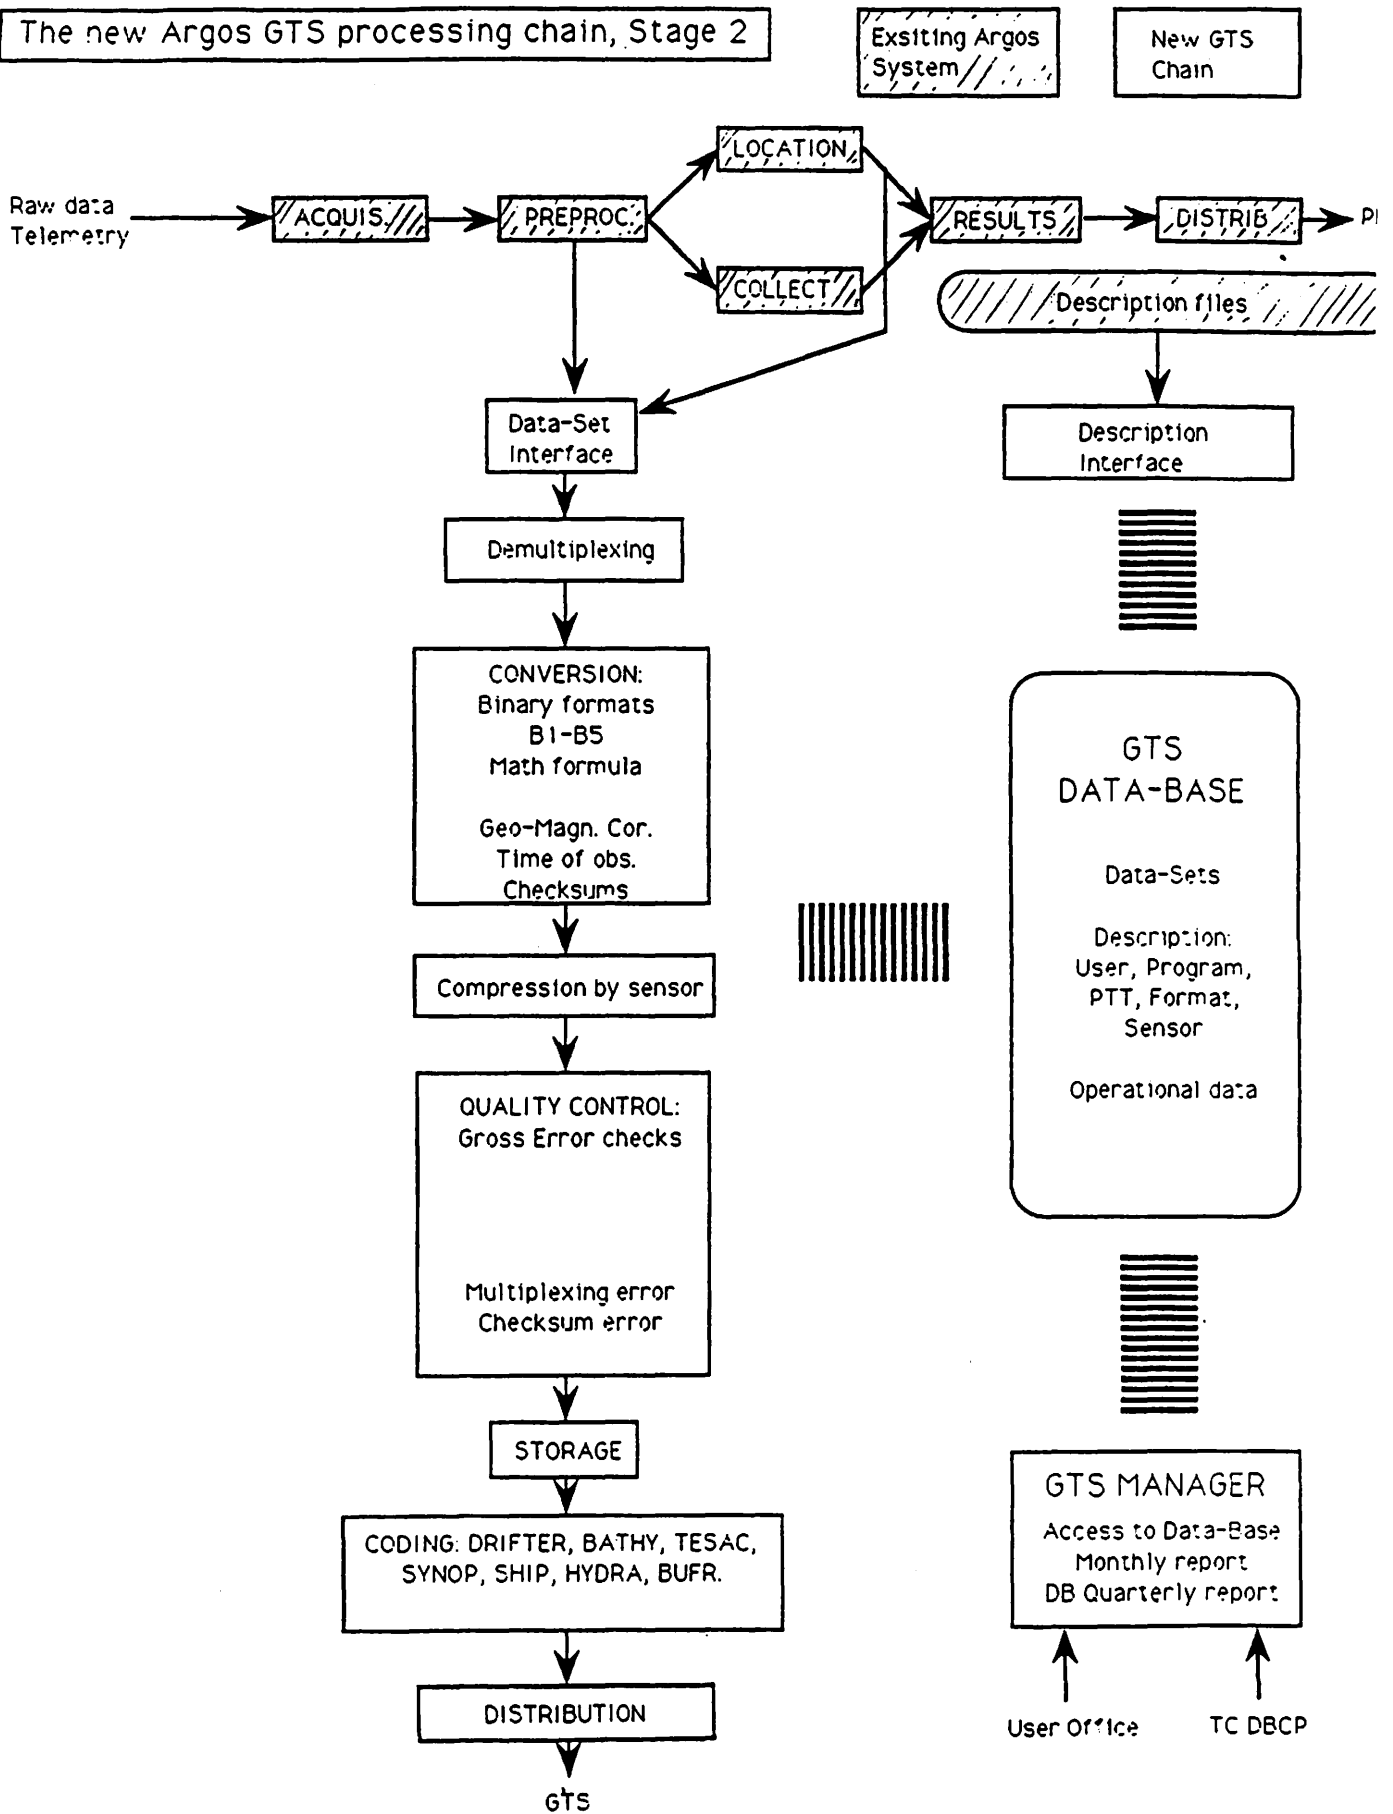 The new Argos GTS processing chain, Stage 2
Exsiting Argos
System
New GTS
Chain
LOCATION
Raw data
Telemetry
ACQUIS.
PREPROC.
RESULTS
DISTRIB
COLLECT
Description files
Data-Set
Interface
Description
Interface
Demultiplexing
CONVERSION:
Binary formats
B1-B5
Math formula
Geo-Magn. Cor.
Time of obs.
Checksums
GTS
DATA-BASE
Data-Sets
Description:
User, Program,
PTT, Format,
Sensor
Operational data
Compression by sensor
QUALITY CONTROL:
Gross Error checks
Multiplexing error
Checksum error
STORAGE
GTS MANAGER
Access to Data-Base
Monthly report
DB Quarterly report
CODING: DRIFTER, BATHY, TESAC,
SYNOP, SHIP, HYDRA, BUFR.
DISTRIBUTION
User Office
TC DBCP
GTS